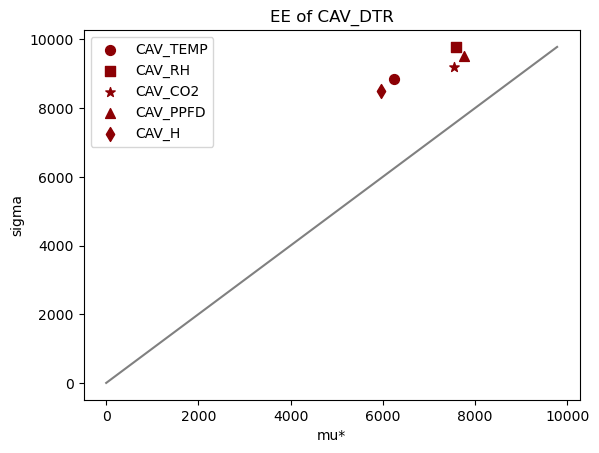 EE of CAV_DTR
CAV_TEMP
CAV_RH
CAV_CO2
CAV_PPFD
CAV_H
10000
8000
6000
4000
2000
0
sigma
0 2000 4000 6000 8000 10000
mu*